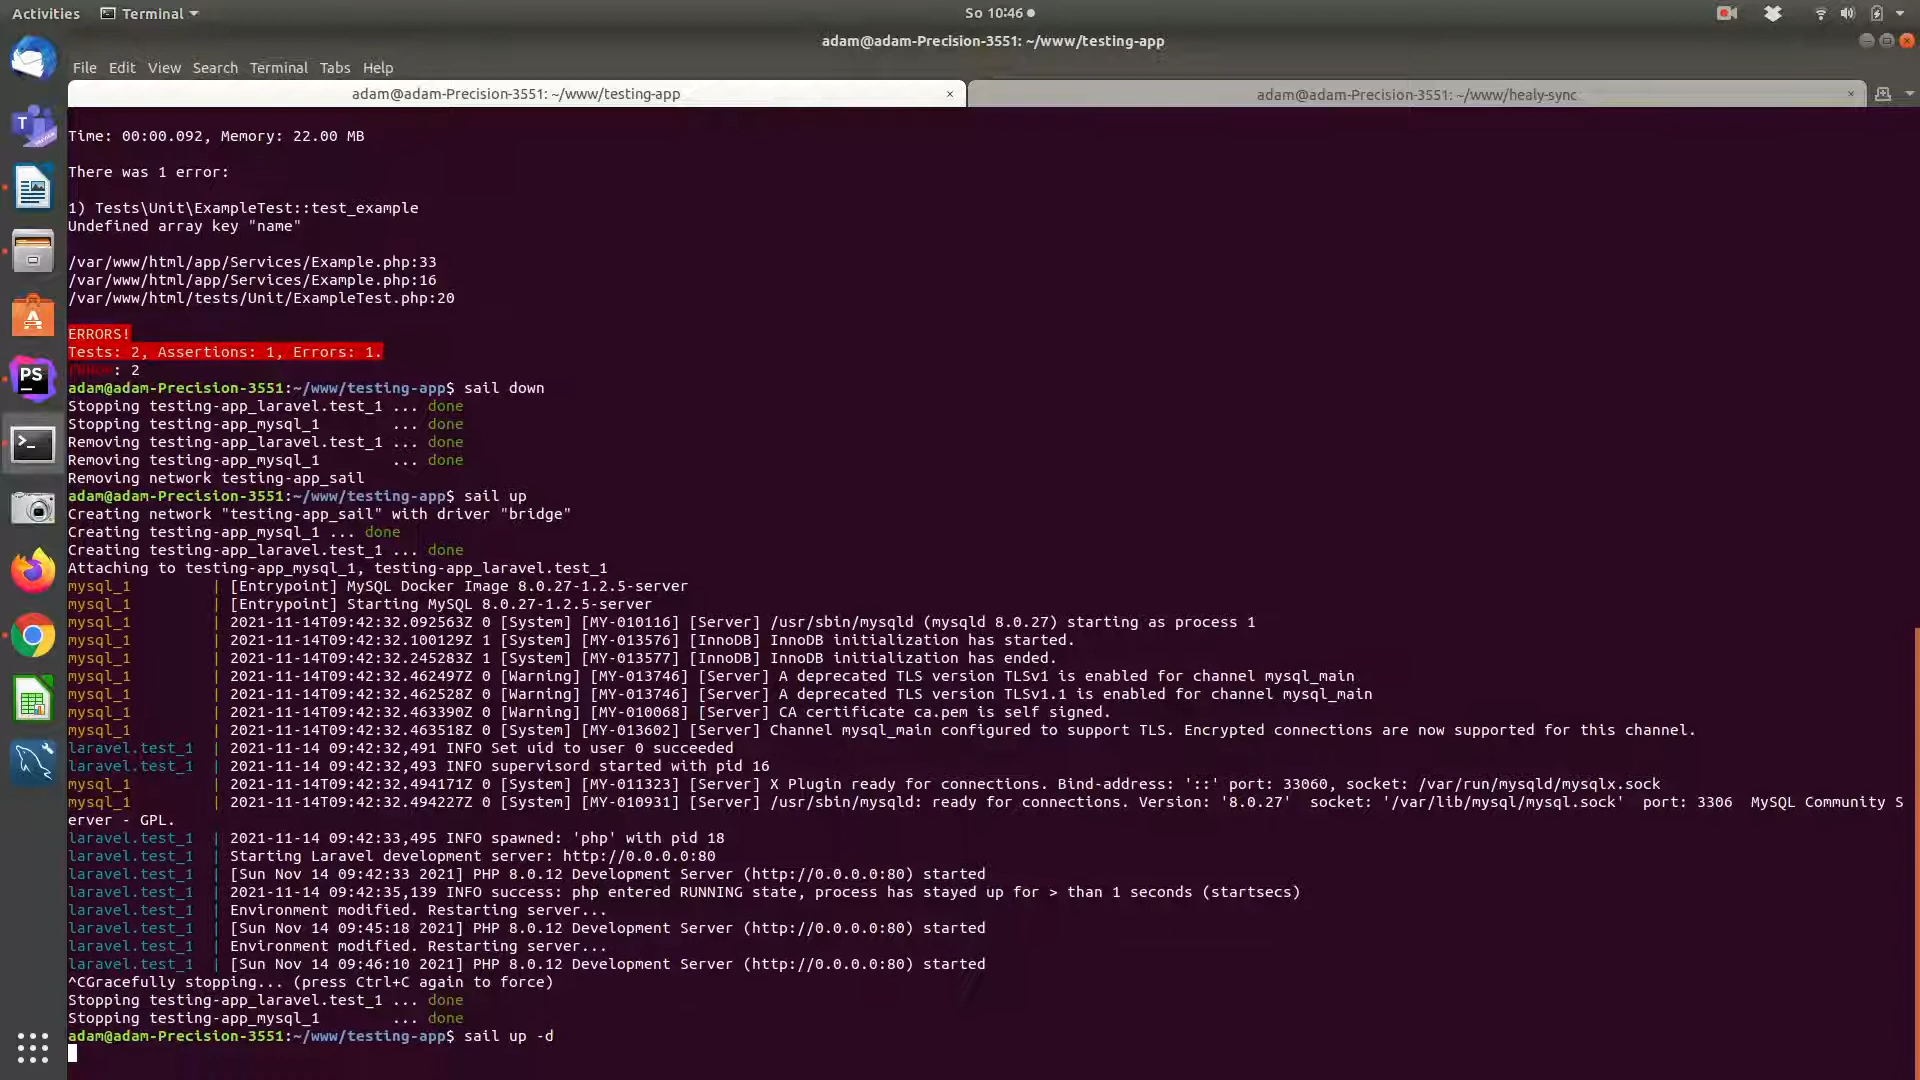 Activities
Terminal
So 10:46
adam@adam-Precision-3551: ~/www/testing-app
File Edit View Search Terminal Tabs Help
adam@adam-Precision-3551: ~/www/testing-app ×
adam@adam-Precision-3551: ~/www/healy-sync ×
Time: 00:00.092, Memory: 22.00 MB
There was 1 error:
1) Tests\Unit\ExampleTest::test_example
Undefined array key "name"
/var/www/html/app/Services/Example.php:33
/var/www/html/app/Services/Example.php:16
/var/www/html/tests/Unit/ExampleTest.php:20
ERRORS!
Tests: 2, Assertions: 1, Errors: 1.
: 2
adam@adam-Precision-3551:~/www/testing-app$ sail down
Stopping testing-app_laravel.test_1 ... done
Stopping testing-app_mysql_1        ... done
Removing testing-app_laravel.test_1 ... done
Removing testing-app_mysql_1        ... done
Removing network testing-app_sail
adam@adam-Precision-3551:~/www/testing-app$ sail up
Creating network "testing-app_sail" with driver "bridge"
Creating testing-app_mysql_1 ... done
Creating testing-app_laravel.test_1 ... done
Attaching to testing-app_mysql_1, testing-app_laravel.test_1
mysql_1         | [Entrypoint] MySQL Docker Image 8.0.27-1.2.5-server
mysql_1         | [Entrypoint] Starting MySQL 8.0.27-1.2.5-server
mysql_1         | 2021-11-14T09:42:32.092563Z 0 [System] [MY-010116] [Server] /usr/sbin/mysqld (mysqld 8.0.27) starting as process 1
mysql_1         | 2021-11-14T09:42:32.100129Z 1 [System] [MY-013576] [InnoDB] InnoDB initialization has started.
mysql_1         | 2021-11-14T09:42:32.245283Z 1 [System] [MY-013577] [InnoDB] InnoDB initialization has ended.
mysql_1         | 2021-11-14T09:42:32.462497Z 0 [Warning] [MY-013746] [Server] A deprecated TLS version TLSv1 is enabled for channel mysql_main
mysql_1         | 2021-11-14T09:42:32.462528Z 0 [Warning] [MY-013746] [Server] A deprecated TLS version TLSv1.1 is enabled for channel mysql_main
mysql_1         | 2021-11-14T09:42:32.463390Z 0 [Warning] [MY-010068] [Server] CA certificate ca.pem is self signed.
mysql_1         | 2021-11-14T09:42:32.463518Z 0 [System] [MY-013602] [Server] Channel mysql_main configured to support TLS. Encrypted connections are now supported for this channel.
laravel.test_1  | 2021-11-14 09:42:32,491 INFO Set uid to user 0 succeeded
laravel.test_1  | 2021-11-14 09:42:32,493 INFO supervisord started with pid 16
mysql_1         | 2021-11-14T09:42:32.494171Z 0 [System] [MY-011323] [Server] X Plugin ready for connections. Bind-address: '::' port: 33060, socket: /var/run/mysqld/mysqlx.sock
mysql_1         | 2021-11-14T09:42:32.494227Z 0 [System] [MY-010931] [Server] /usr/sbin/mysqld: ready for connections. Version: '8.0.27'  socket: '/var/lib/mysql/mysql.sock'  port: 3306  MySQL Community S
erver - GPL.
laravel.test_1  | 2021-11-14 09:42:33,495 INFO spawned: 'php' with pid 18
laravel.test_1  | Starting Laravel development server: http://0.0.0.0:80
laravel.test_1  | [Sun Nov 14 09:42:33 2021] PHP 8.0.12 Development Server (http://0.0.0.0:80) started
laravel.test_1  | 2021-11-14 09:42:35,139 INFO success: php entered RUNNING state, process has stayed up for > than 1 seconds (startsecs)
laravel.test_1  | Environment modified. Restarting server...
laravel.test_1  | [Sun Nov 14 09:45:18 2021] PHP 8.0.12 Development Server (http://0.0.0.0:80) started
laravel.test_1  | Environment modified. Restarting server...
laravel.test_1  | [Sun Nov 14 09:46:10 2021] PHP 8.0.12 Development Server (http://0.0.0.0:80) started
^CGracefully stopping... (press Ctrl+C again to force)
Stopping testing-app_laravel.test_1 ... done
Stopping testing-app_mysql_1        ... done
adam@adam-Precision-3551:~/www/testing-app$ sail up -d